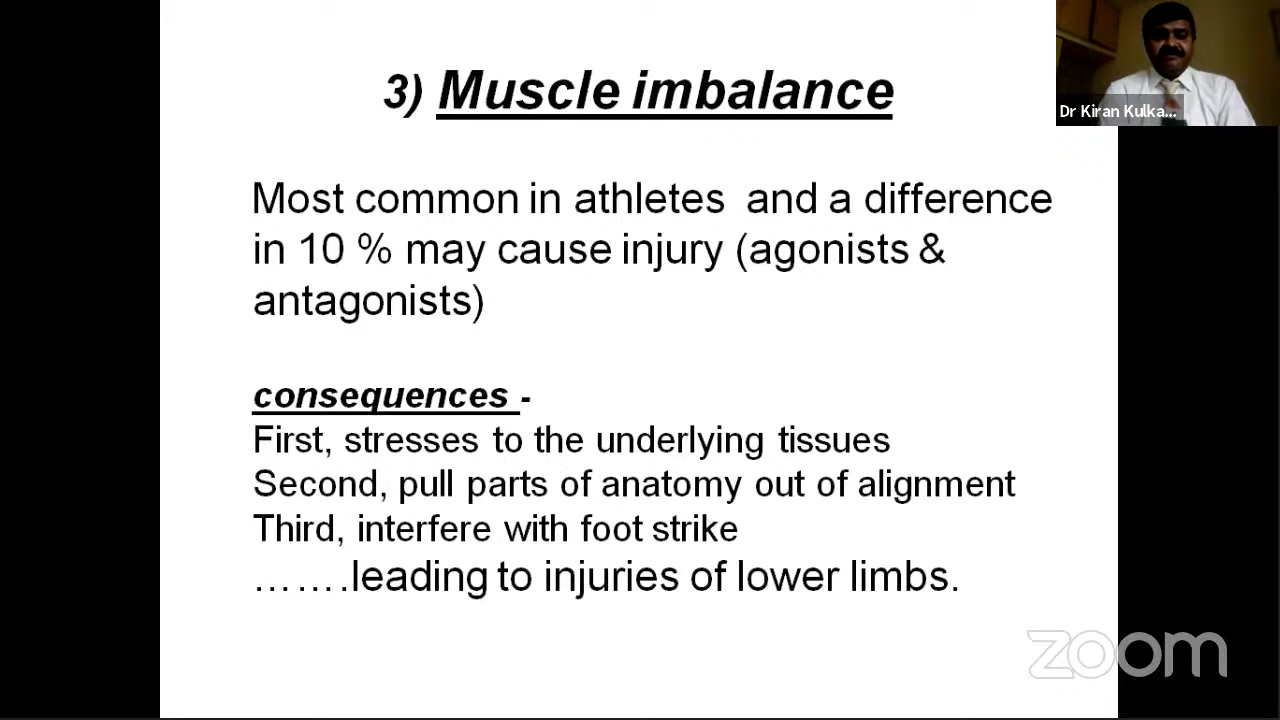 3) Muscle imbalance
Dr Kiran Kulka...
Most common in athletes and a difference
in 10 % may cause injury (agonists &
antagonists)
consequences -
First, stresses to the underlying tissues
Second, pull parts of anatomy out of alignment
Third, interfere with foot strike
…….leading to injuries of lower limbs.
zoom